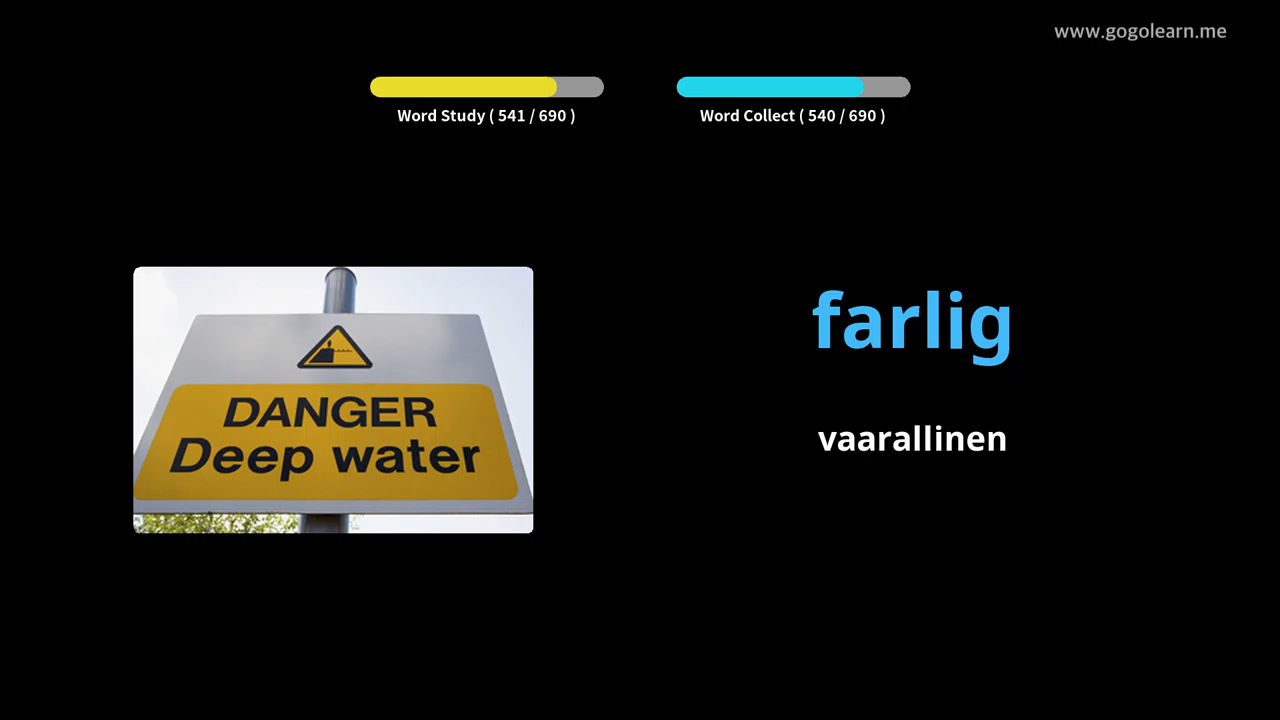 www.gogolearn.me
Word Study ( 541 / 690 )
Word Collect ( 540 / 690 )
DANGER
Deep water
farlig
vaarallinen